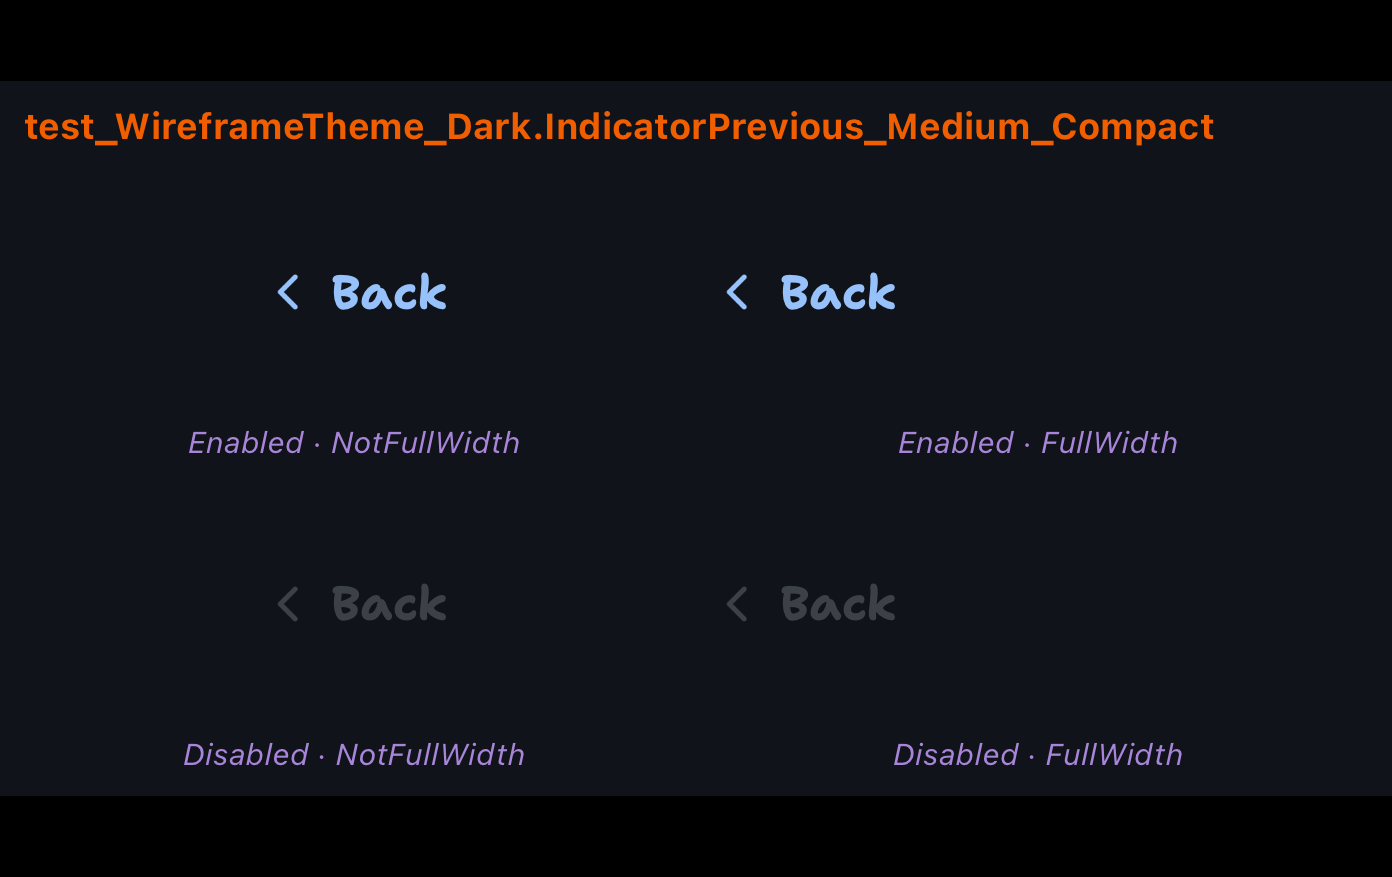 test_WireframeTheme_Dark.IndicatorPrevious_Medium_Compact
Back
Back
Enabled · NotFullWidth
Enabled · FullWidth
Back
Back
Disabled · NotFullWidth
Disabled · FullWidth